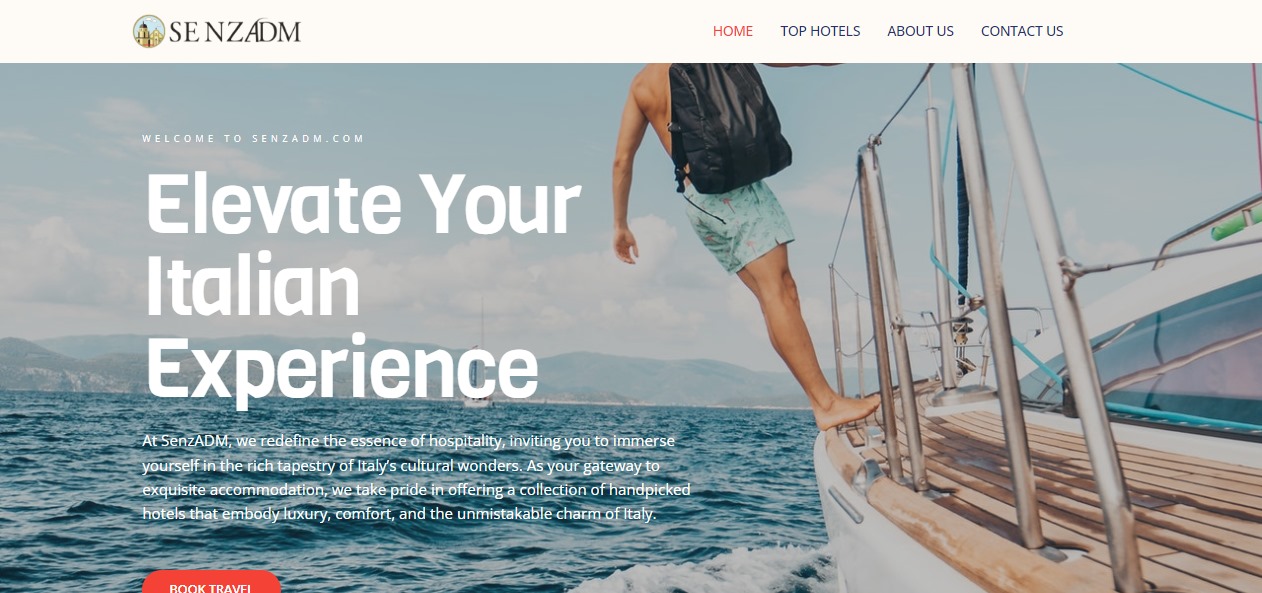 SENZADM
HOME TOP HOTELS ABOUT US CONTACT US
WELCOME TO SENZADM.COM
Elevate Your
Italian
Experience
At SenzADM, we redefine the essence of hospitality, inviting you to immerse
yourself in the rich tapestry of Italy's cultural wonders. As your gateway to
exquisite accommodation, we take pride in offering a collection of handpicked
hotels that embody luxury, comfort, and the unmistakable charm of Italy.
BOOK TRAVEL